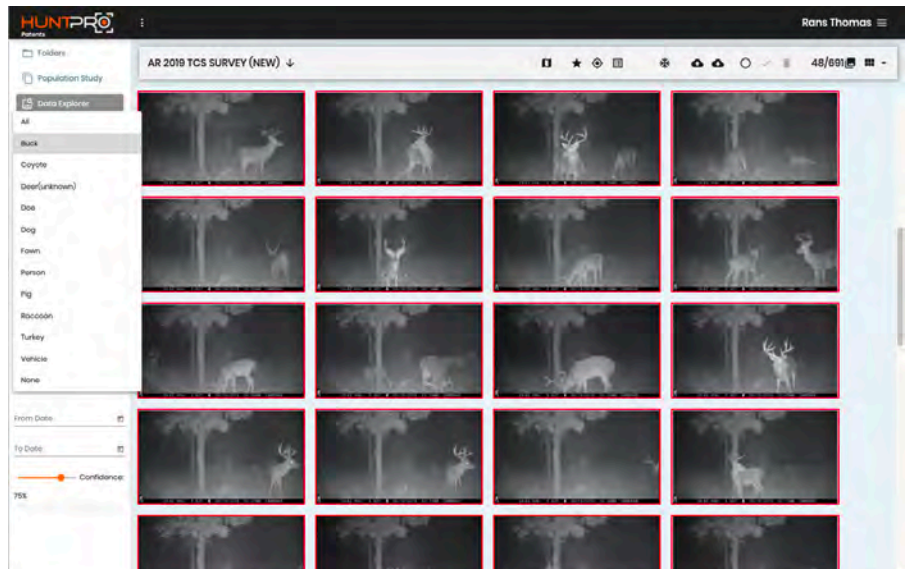 HUNTPRO
Patents
Rans Thomas
Folders
Population Study
Data Explorer
AR 2019 TCS SURVEY (NEW)
48/691
All
Buck
Coyote
Deer(unknown)
Doe
Dog
Fawn
Person
Pig
Raccoon
Turkey
Vehicle
None
From Date
To Date
Confidence:
75%